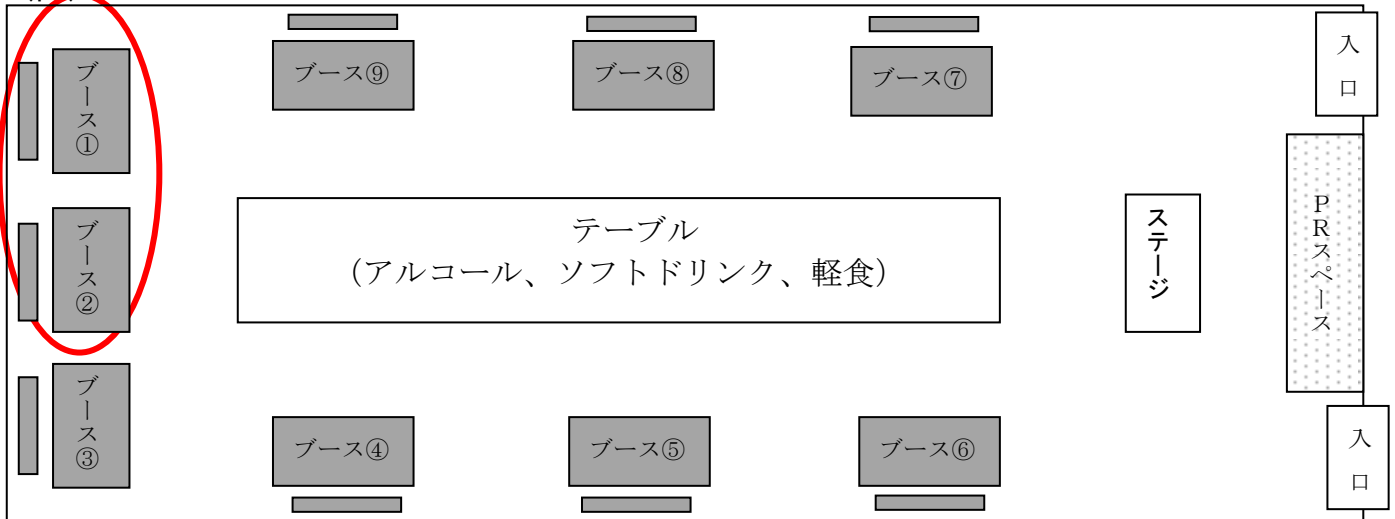 ブース⑨
ブース⑧
ブース⑦
入口
ブース①
ブース②
ブース③
テーブル
(アルコール、ソフトドリンク、軽食)
ステージ
PRスペース
ブース④
ブース⑤
ブース⑥
入口